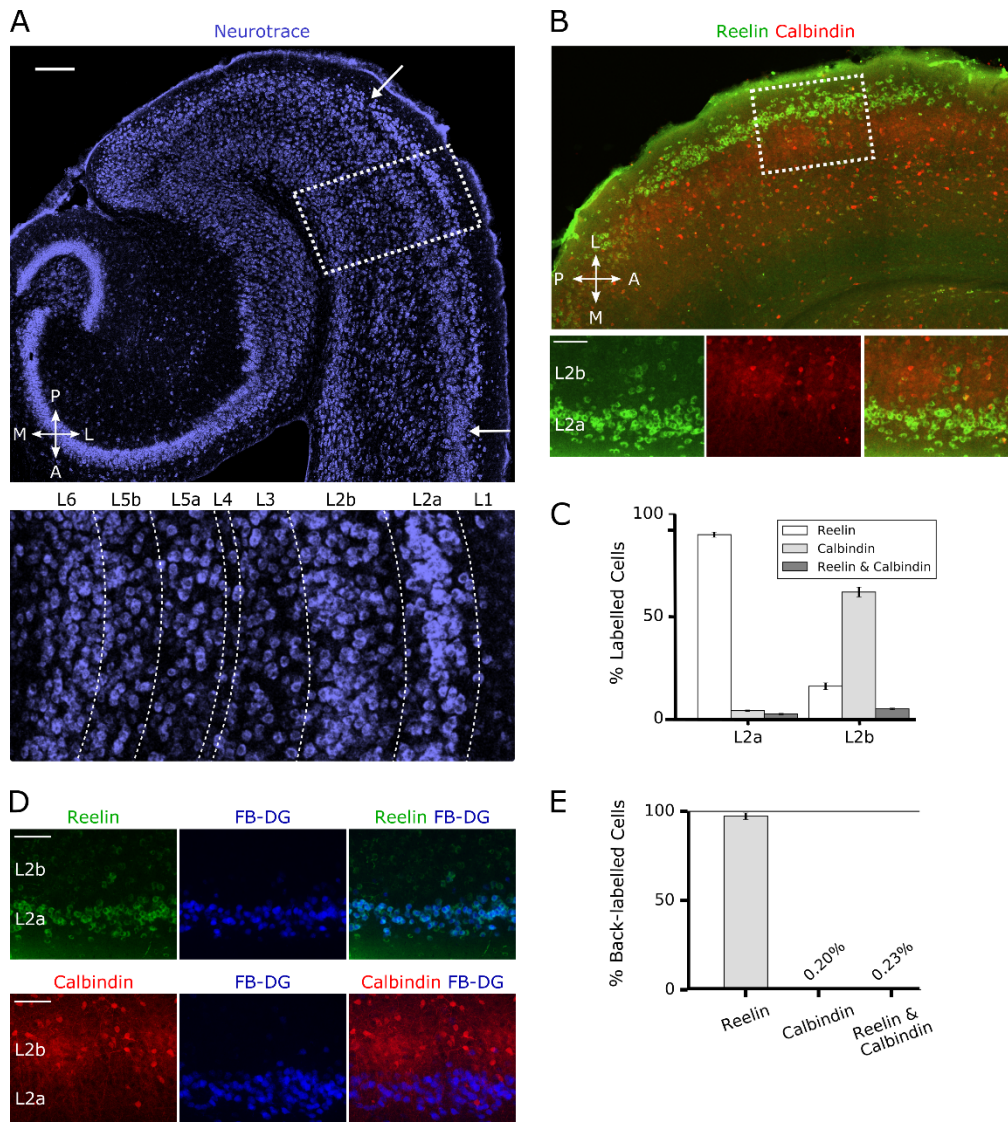 A
Neurotrace
P
M L
A
L6 L5b L5a L4 L3 L2b L2a L1
B
Reelin Calbindin
L
P A
M
L2b
L2a
C
100
50
0
% Labelled Cells
Reelin
Calbindin
Reelin & Calbindin
L2a L2b
D
Reelin FB-DG Reelin FB-DG
L2b
L2a
Calbindin FB-DG Calbindin FB-DG
L2b
L2a
E
100
50
0
% Back-labelled Cells
0.20% 0.23%
Reelin Calbindin Reelin &
Calbindin